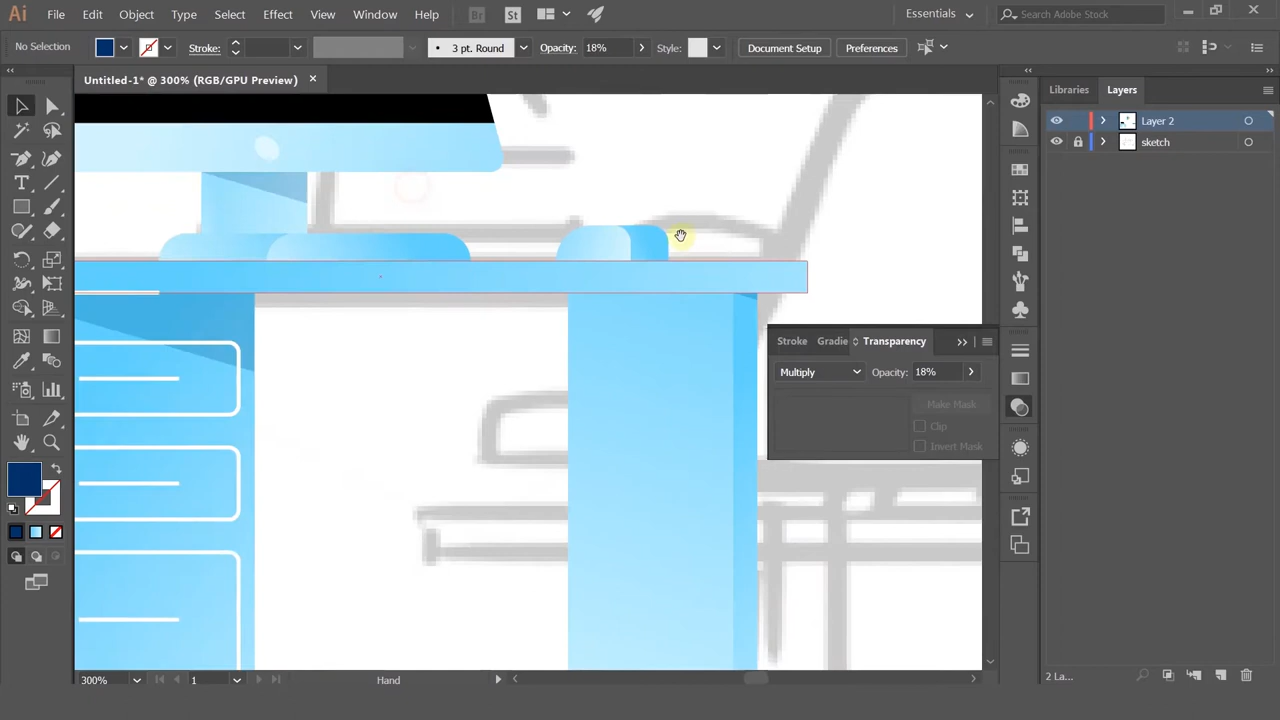 Ai File Edit Object Type Select Effect View Window Help Br St Essentials Search Adobe Stock
No Selection Stroke: 3 pt. Round Opacity: 18% Style: Document Setup Preferences
Untitled-1* @ 300% (RGB/GPU Preview)
Libraries Layers
Layer 2
sketch
Stroke Gradie Transparency
Multiply Opacity: 18%
Make Mask
Clip
Invert Mask
300% 1 Hand
2 La...